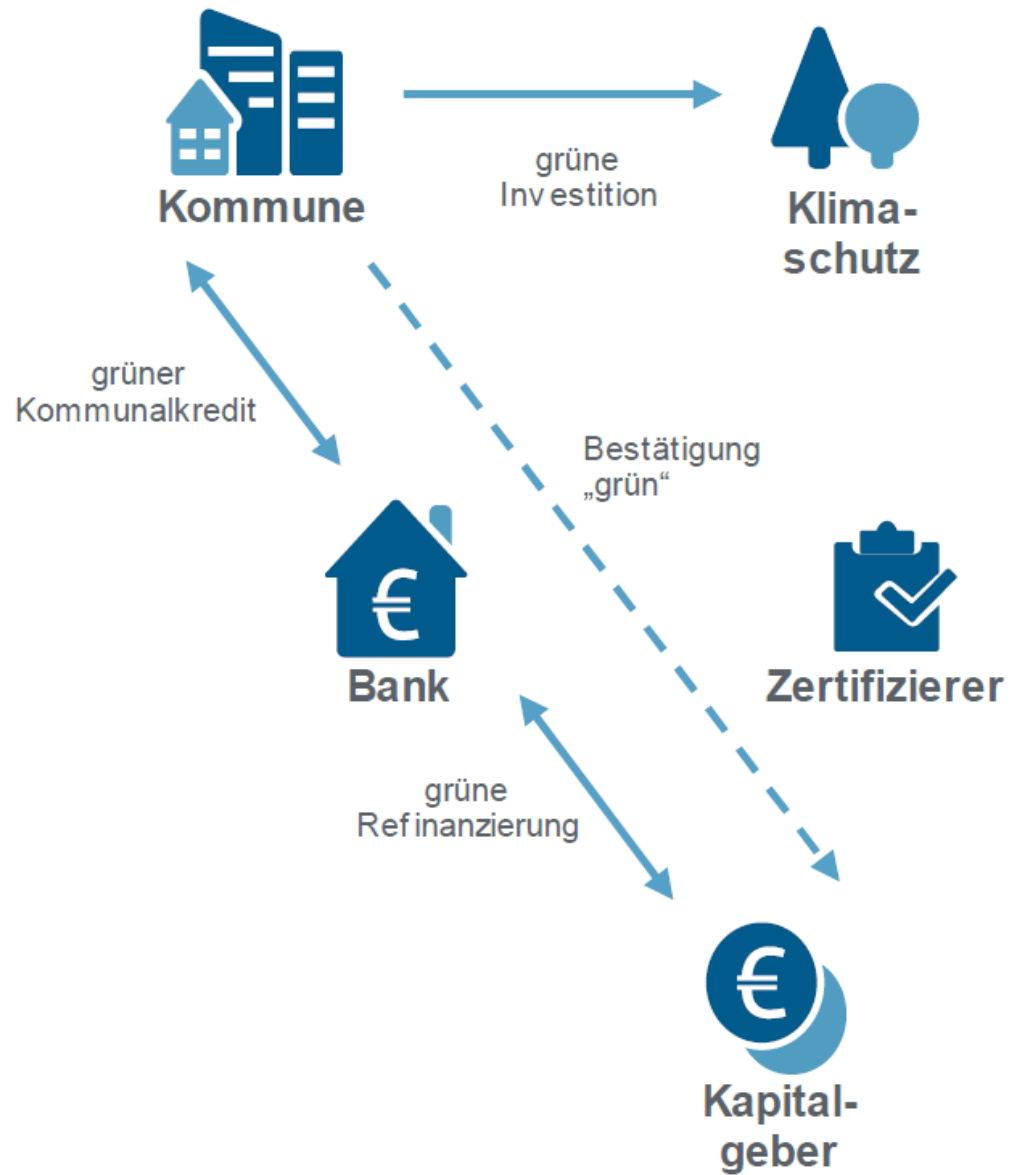 grüne
Investition
Kommune
Klima-
schutz
grüner
Kommunalkredit
Bestätigung
„grün“
€
Bank
Zertifizierer
grüne
Refinanzierung
€
Kapital-
geber